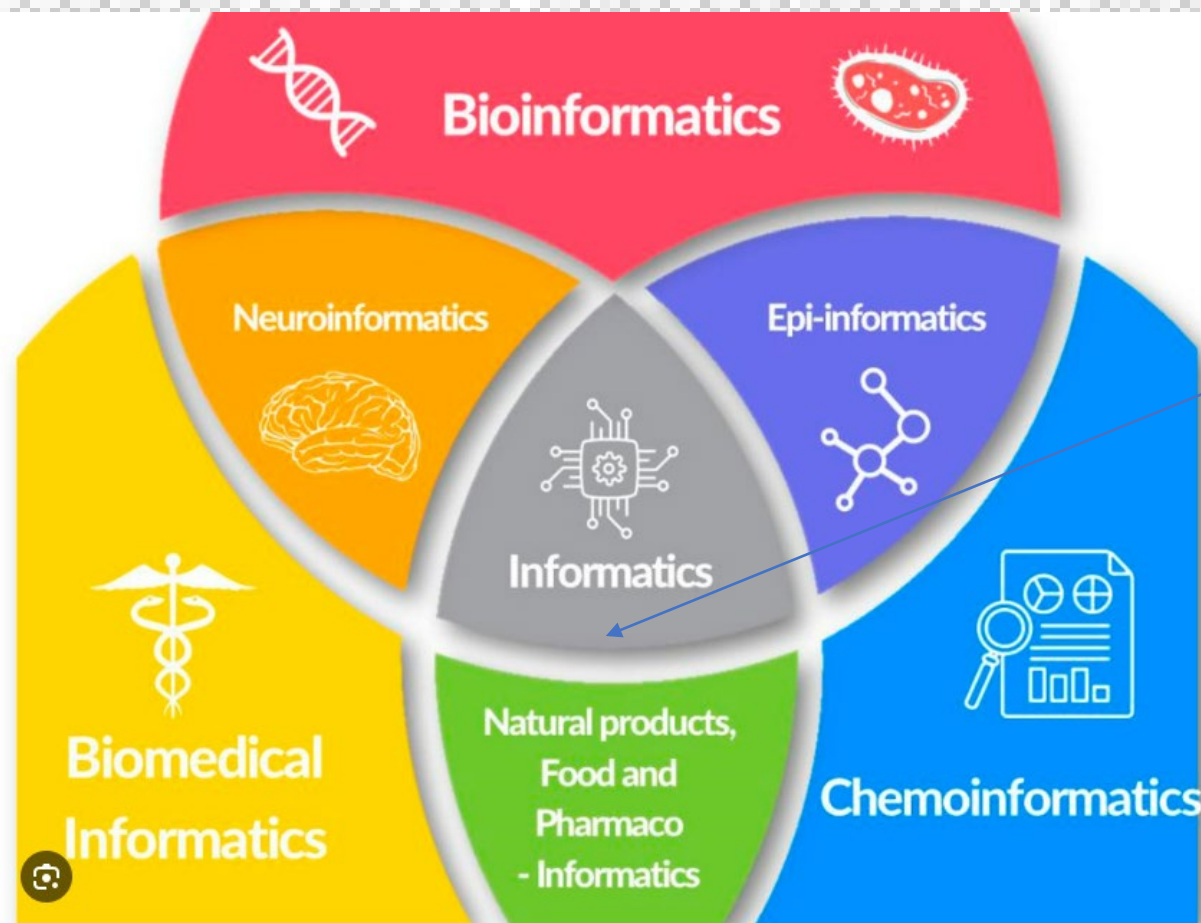 Bioinformatics
Neuroinformatics
Epi-informatics
Informatics
Biomedical
Informatics
Natural products,
Food and
Pharmaco
- Informatics
Chemoinformatics